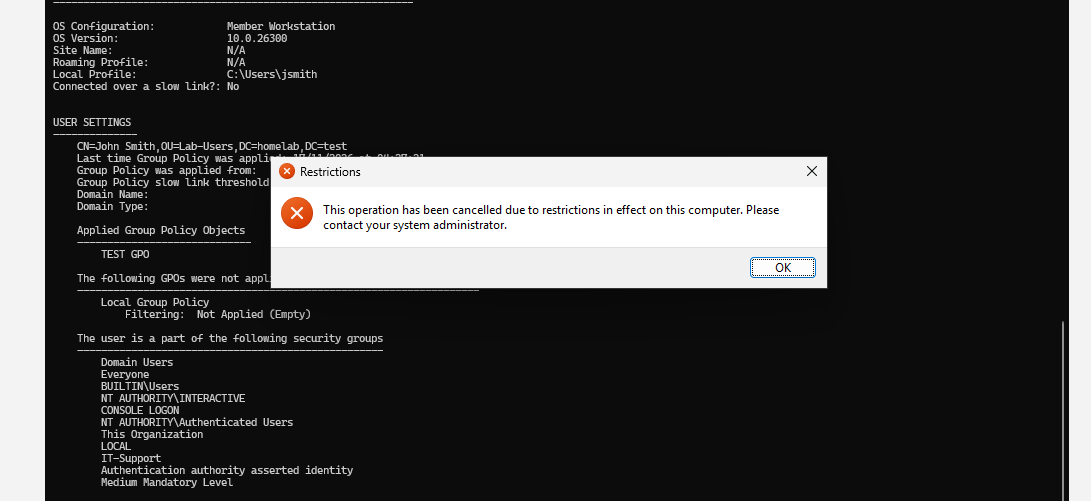 OS Configuration: Member Workstation
OS Version: 10.0.26300
Site Name: N/A
Roaming Profile: N/A
Local Profile: C:\Users\jsmith
Connected over a slow link?: No
USER SETTINGS
CN=John Smith,OU=Lab-Users,DC=homelab,DC=test
Last time Group Policy was applied:
Group Policy was applied from:
Group Policy slow link threshold
Domain Name:
Domain Type:
Restrictions
This operation has been cancelled due to restrictions in effect on this computer. Please
contact your system administrator.
OK
Applied Group Policy Objects
TEST GPO
The following GPOs were not appl
Local Group Policy
Filtering: Not Applied (Empty)
The user is a part of the following security groups
Domain Users
Everyone
BUILTIN\Users
NT AUTHORITY\INTERACTIVE
CONSOLE LOGON
NT AUTHORITY\Authenticated Users
This Organization
LOCAL
IT-Support
Authentication authority asserted identity
Medium Mandatory Level